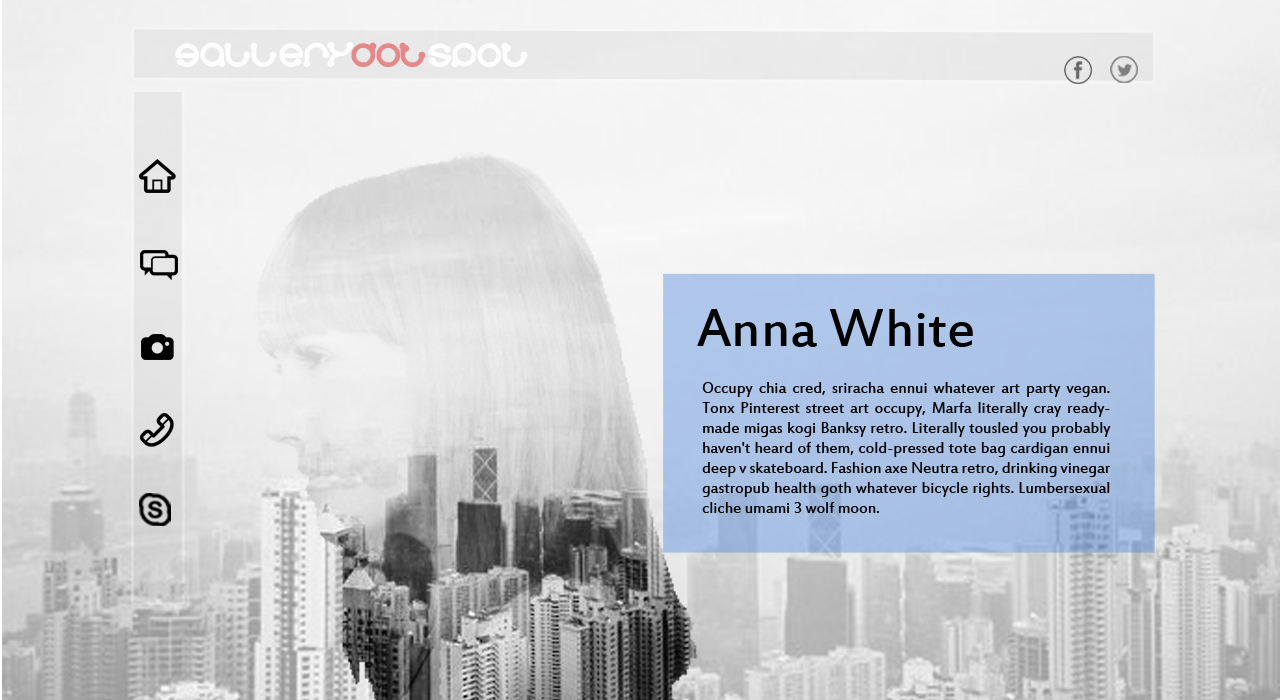 gallerydotspot
Anna White
Occupy chia cred, sriracha ennui whatever art party vegan.
Tonx Pinterest street art occupy, Marfa literally cray ready-
made migas kogi Banksy retro. Literally tousled you probably
haven't heard of them, cold-pressed tote bag cardigan ennui
deep v skateboard. Fashion axe Neutra retro, drinking vinegar
gastropub health goth whatever bicycle rights. Lumbersexual
cliche umami 3 wolf moon.